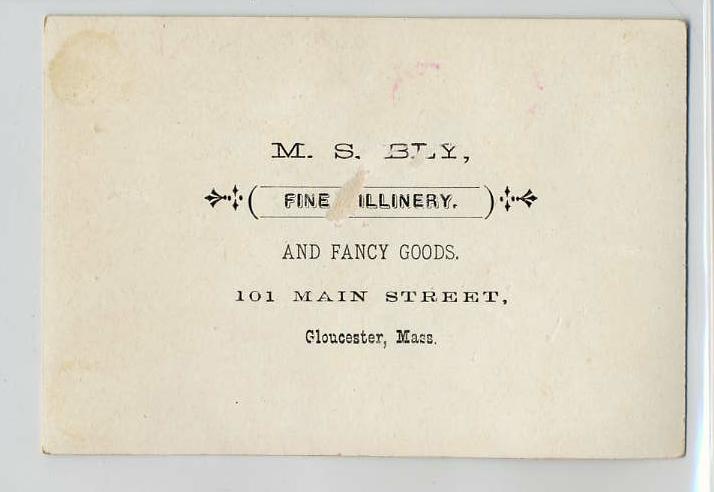 M. S. BLY,
FINE ILLINERY.
AND FANCY GOODS.
101 MAIN STREET,
Gloucester, Mass.